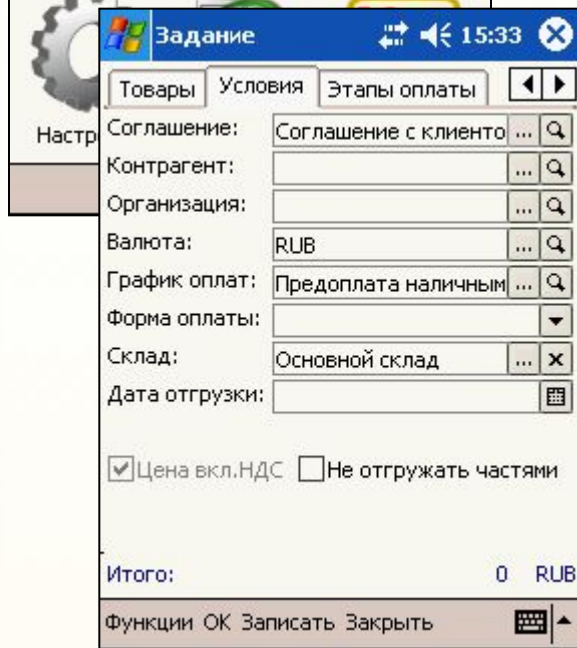 Задание 15:33
Товары Условия Этапы оплаты
Соглашение: Соглашение с клиенто ...
Контрагент: ...
Организация: ...
Валюта: RUB ...
График оплат: Предоплата наличным ...
Форма оплаты:
Склад: Основной склад ...
Дата отгрузки:
Цена вкл.НДС Не отгружать частями
Итого: 0 RUB
Функции ОК Записать Закрыть
Настр